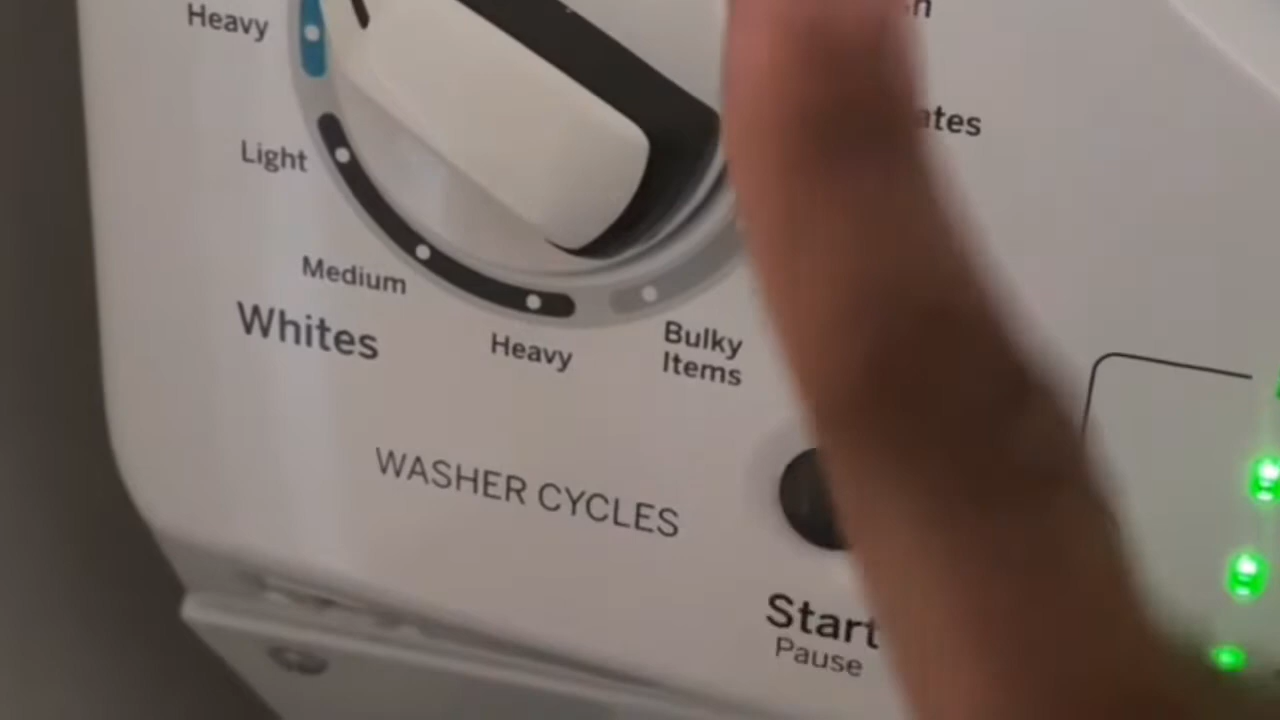 Heavy
Light
Medium
Whites
Heavy
Bulky
Items
WASHER CYCLES
Start
Pause